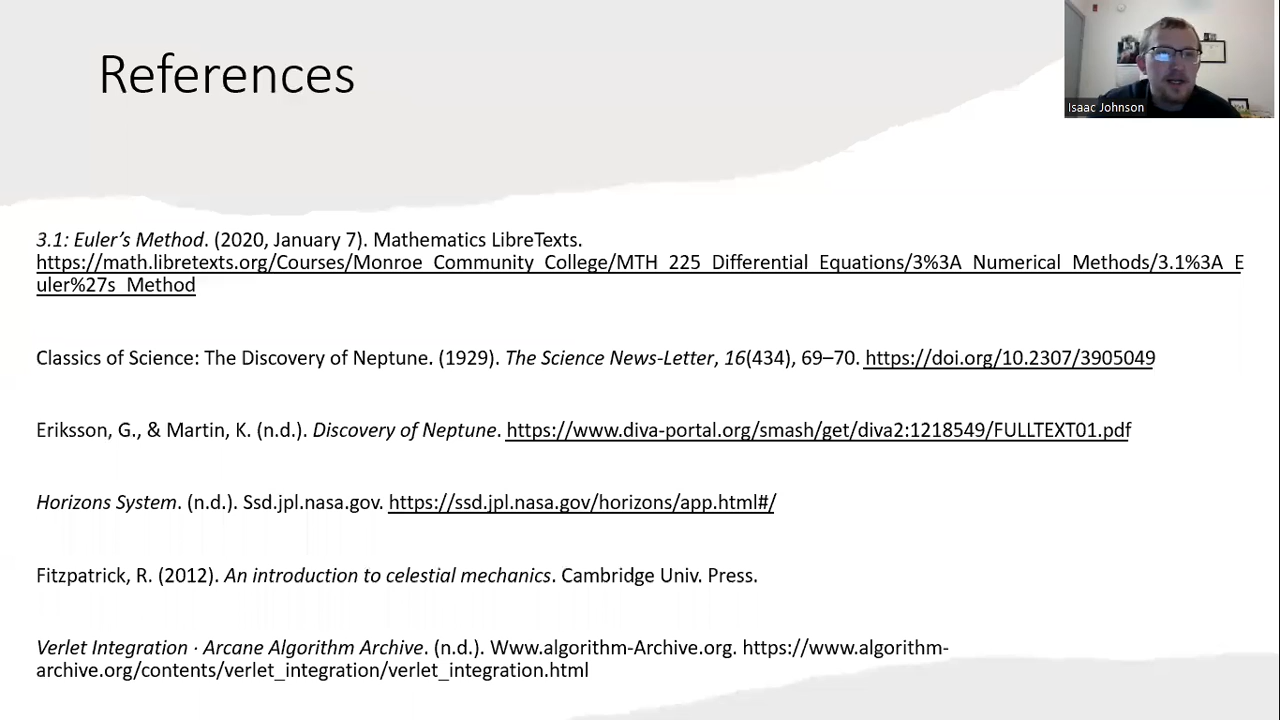 References
Isaac Johnson
3.1: Euler’s Method. (2020, January 7). Mathematics LibreTexts.
https://math.libretexts.org/Courses/Monroe_Community_College/MTH_225_Differential_Equations/3%3A_Numerical_Methods/3.1%3A_E
uler%27s_Method
Classics of Science: The Discovery of Neptune. (1929). The Science News-Letter, 16(434), 69–70. https://doi.org/10.2307/3905049
Eriksson, G., & Martin, K. (n.d.). Discovery of Neptune. https://www.diva-portal.org/smash/get/diva2:1218549/FULLTEXT01.pdf
Horizons System. (n.d.). Ssd.jpl.nasa.gov. https://ssd.jpl.nasa.gov/horizons/app.html#/
Fitzpatrick, R. (2012). An introduction to celestial mechanics. Cambridge Univ. Press.
Verlet Integration · Arcane Algorithm Archive. (n.d.). Www.algorithm-Archive.org. https://www.algorithm-
archive.org/contents/verlet_integration/verlet_integration.html